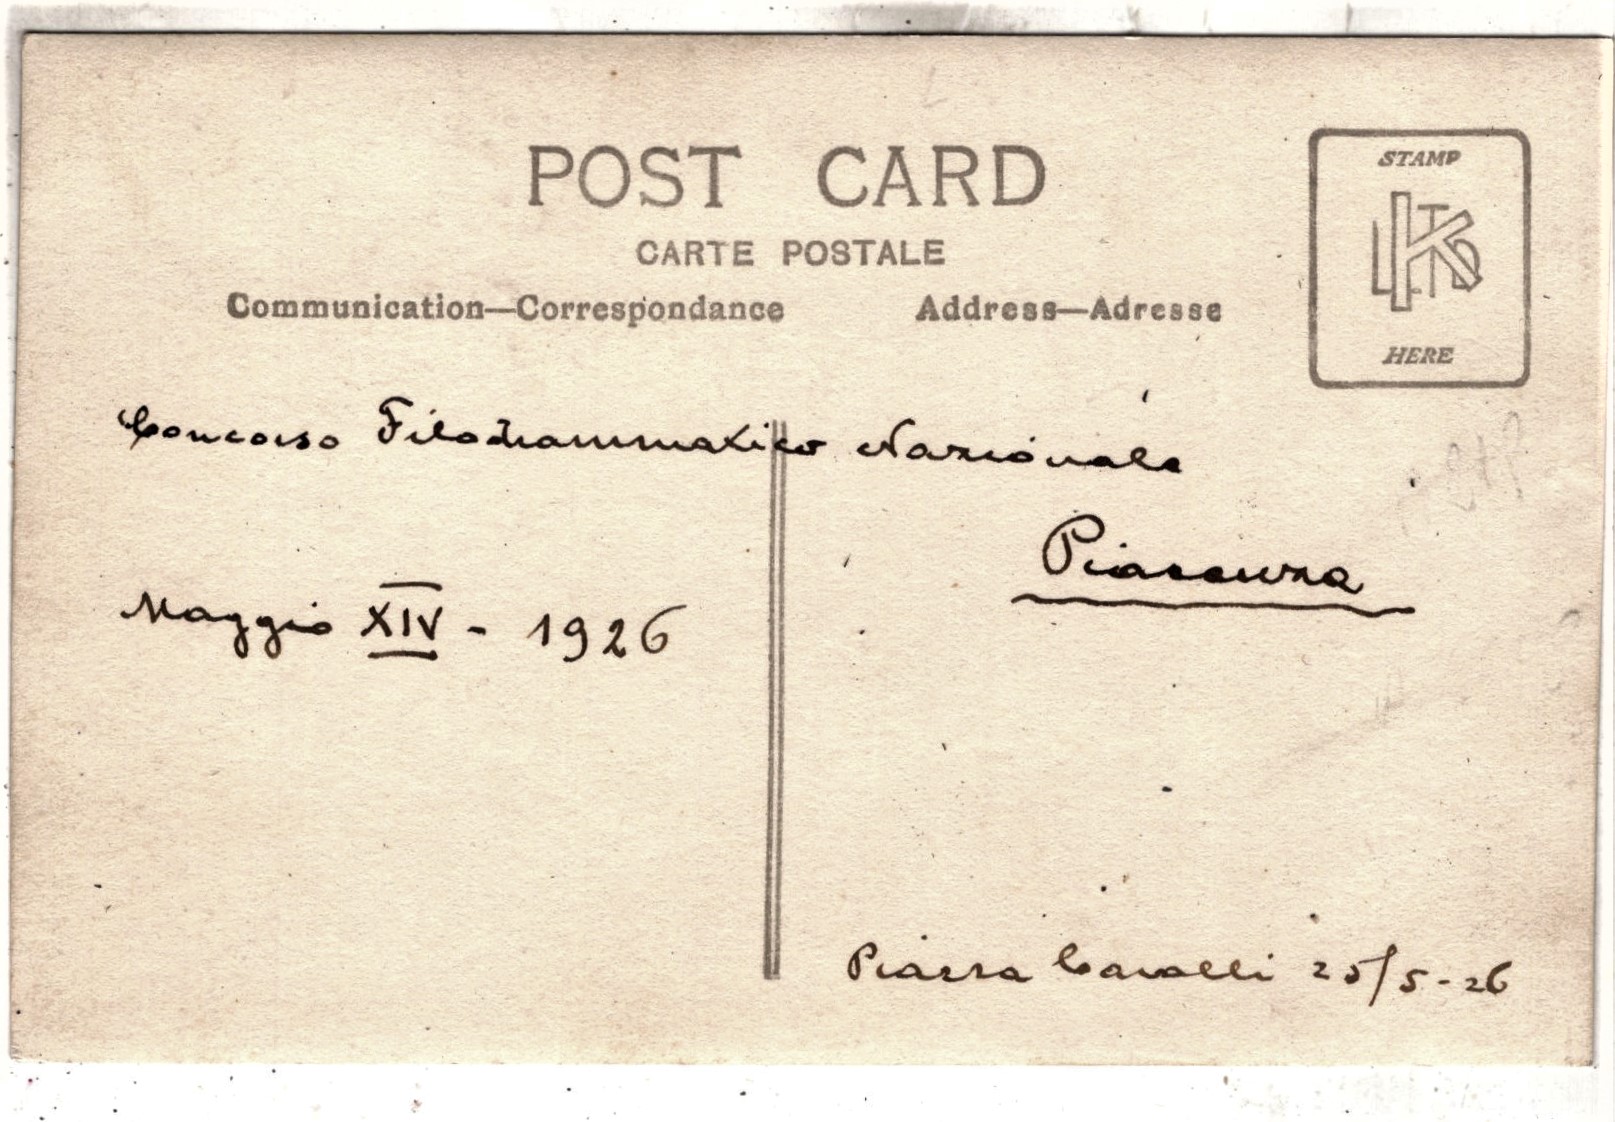 POST CARD
CARTE POSTALE
Communication—Correspondance
Address—Adresse
STAMP
HERE
Concorso Filodrammatico Nazionale
Piacenza
Maggio XIV - 1926
Piazza Cavalli 25/5-26